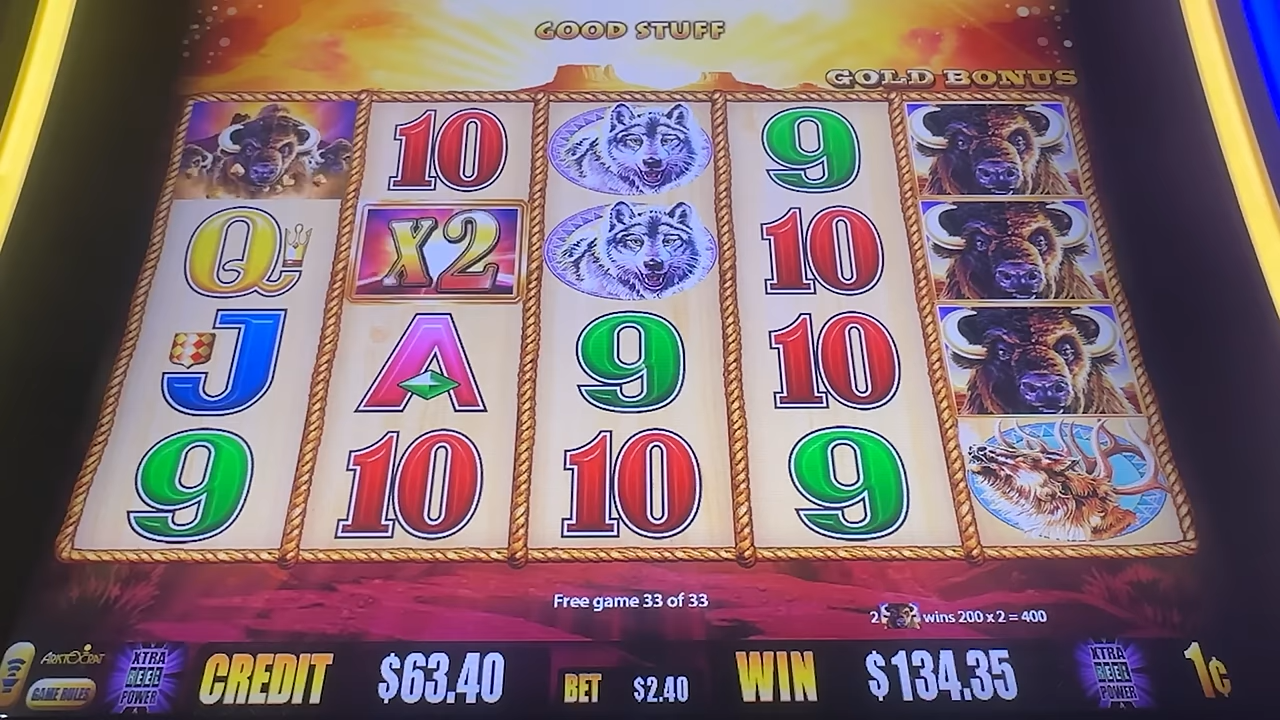 GOOD STUFF
GOLD BONUS
10 9
Q X2 10
J A 9 10
9 10 10 9
Free game 33 of 33
2 wins 200 x 2 = 400
ARISTOCRAT
GAME RULES
XTRA REEL POWER
CREDIT $63.40
BET $2.40
WIN $134.35
XTRA REEL POWER
1¢